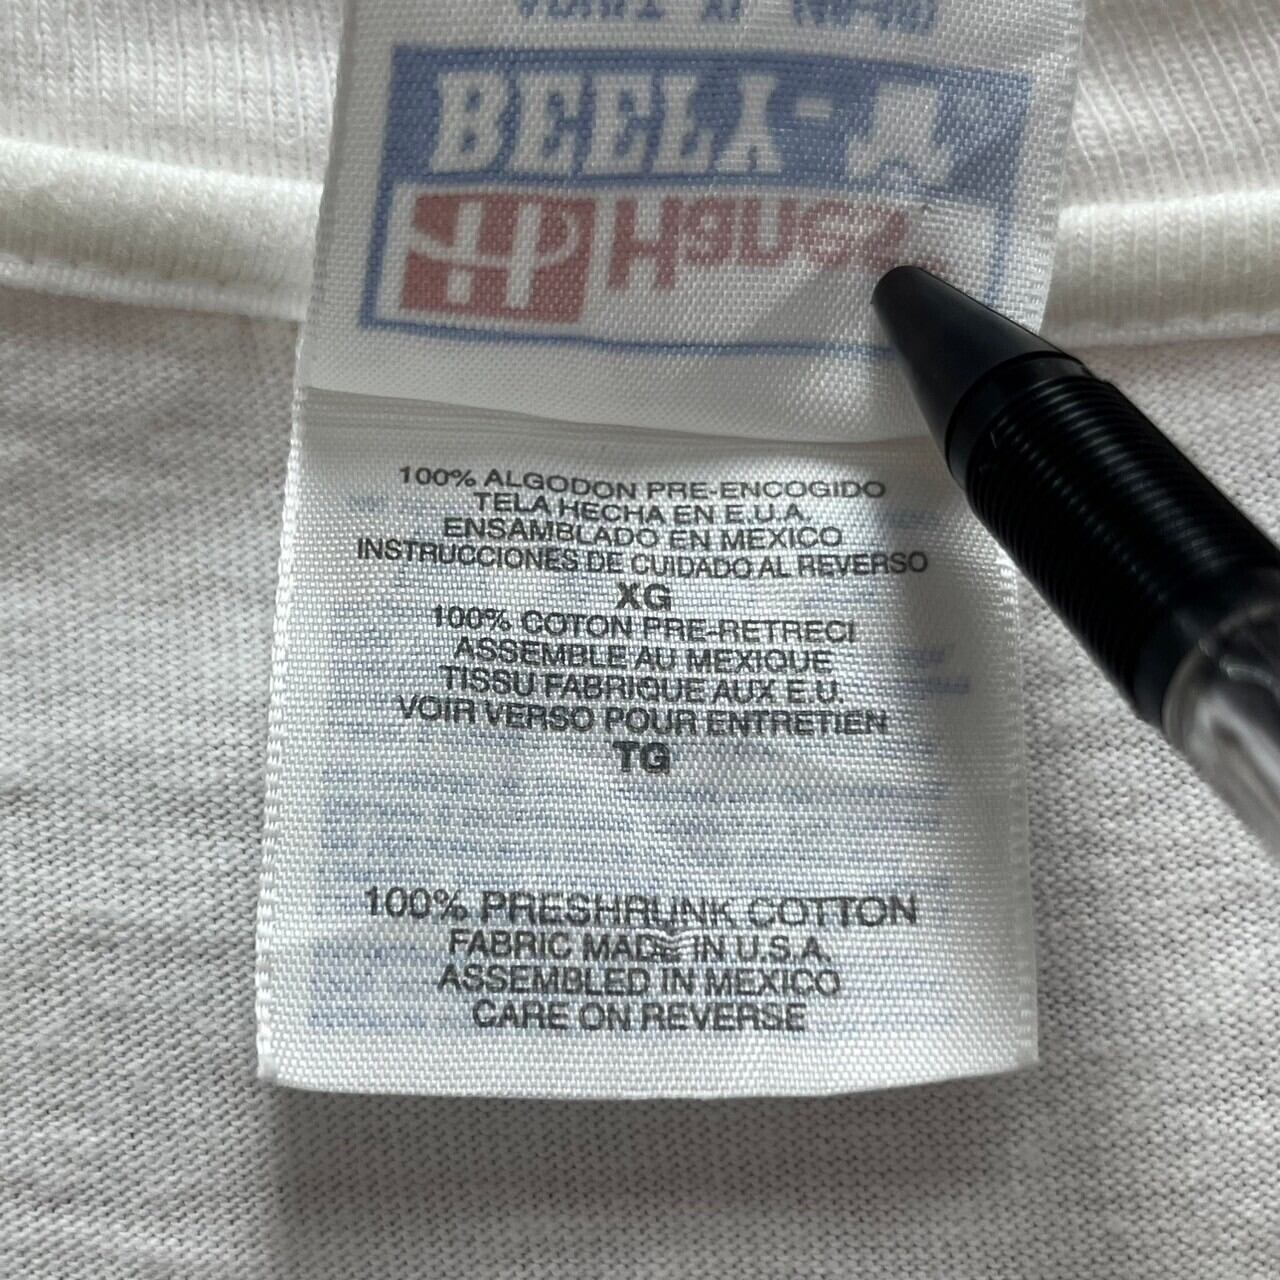 BEEFY-T
Hanes
100% ALGODON PRE-ENCOGIDO
TELA HECHA EN E.U.A.
ENSAMBLADO EN MEXICO
INSTRUCCIONES DE CUIDADO AL REVERSO
XG
100% COTON PRE-RETRECI
ASSEMBLE AU MEXIQUE
TISSU FABRIQUE AUX E.U.
VOIR VERSO POUR ENTRETIEN
TG
100% PRESHRUNK COTTON
FABRIC MADE IN U.S.A.
ASSEMBLED IN MEXICO
CARE ON REVERSE